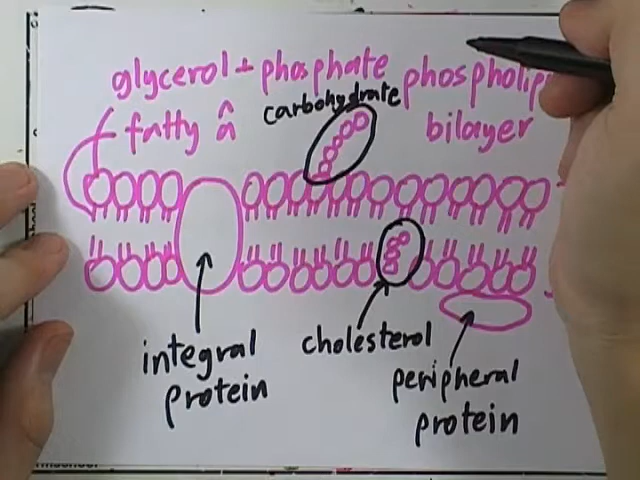 glycerol + phosphate
fatty â
carbohydrate
bilayer
integral
protein
cholesterol
peripheral
protein